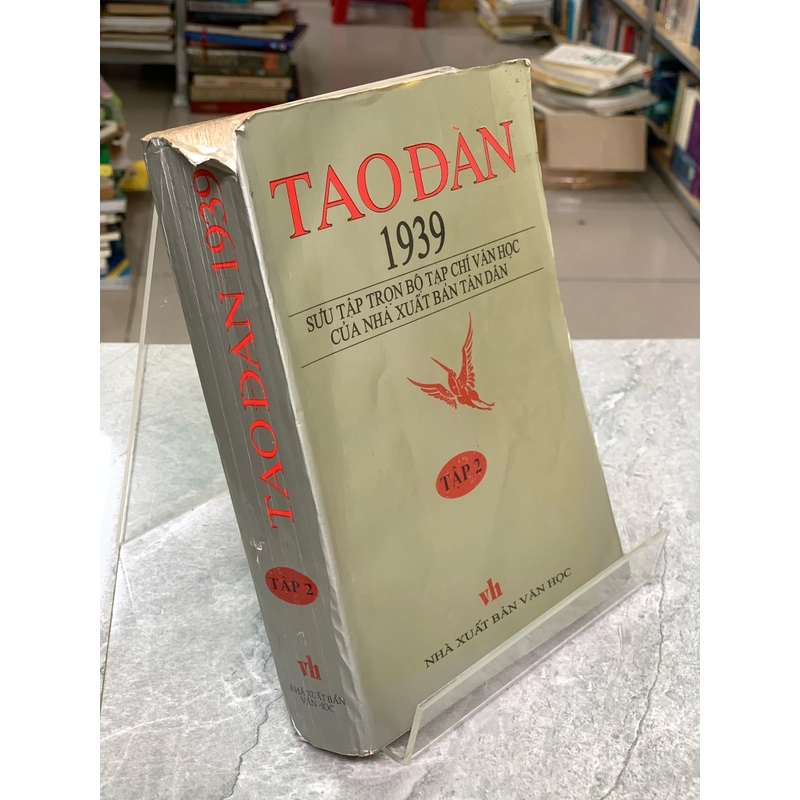 TAO ĐÀN
1939
SƯU TẬP TRỌN BỘ TẠP CHÍ VĂN HỌC
CỦA NHÀ XUẤT BẢN TÂN DÂN
TẬP 2
vh
NHÀ XUẤT BẢN VĂN HỌC
TAO ĐÀN 1939
TẬP 2
vh
NHÀ XUẤT BẢN
VĂN HỌC